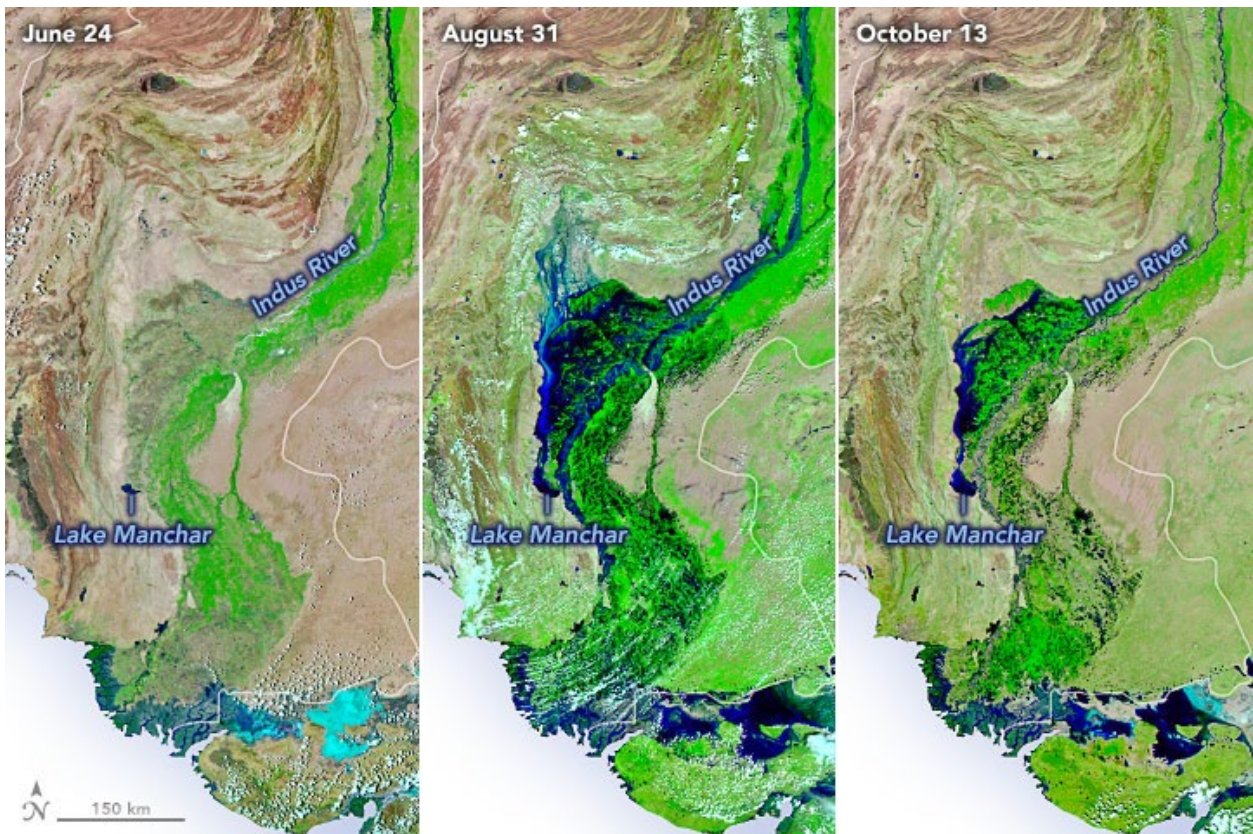 June 24
Indus River
Lake Manchar
N
150 km
August 31
Indus River
Lake Manchar
October 13
Indus River
Lake Manchar